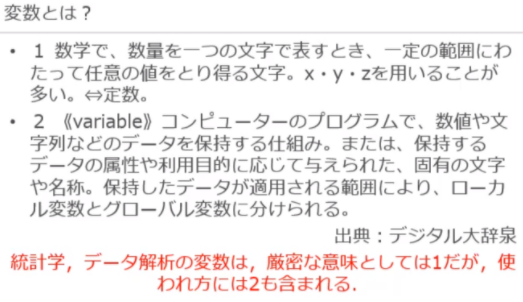 変数とは？
• 1 数学で、数量を一つの文字で表すとき、一定の範囲にわ
たって任意の値をとり得る文字。x・y・zを用いることが
多い。⇔定数。
• 2 《variable》コンピューターのプログラムで、数値や文
字列などのデータを保持する仕組み。または、保持する
データの属性や利用目的に応じて与えられた、固有の文字
や名称。保持したデータが適用される範囲により、ローカ
ル変数とグローバル変数に分けられる。
出典：デジタル大辞泉
統計学，データ解析の変数は，厳密な意味としては1だが，使
われ方には2も含まれる．